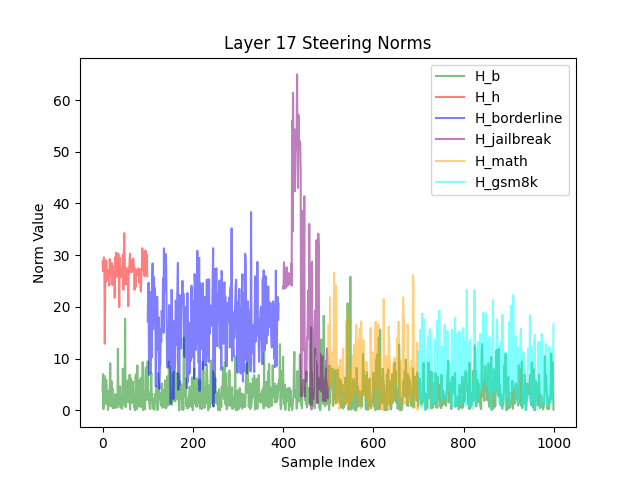 Layer 17 Steering Norms
H_b
H_h
H_borderline
H_jailbreak
H_math
H_gsm8k
Norm Value
60
50
40
30
20
10
0
0 200 400 600 800 1000
Sample Index